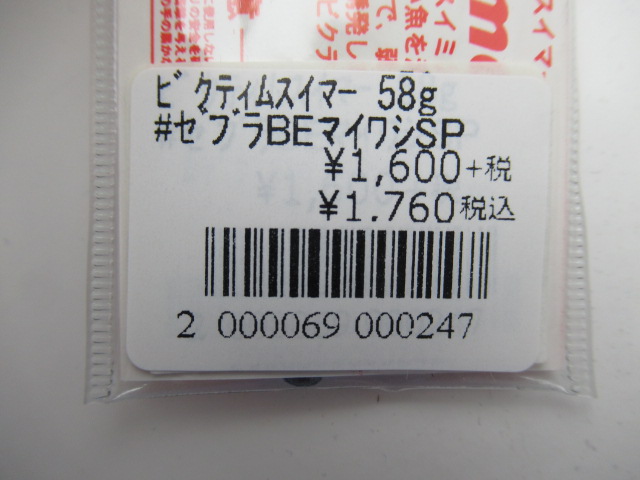 ﾋﾞｸﾃｨﾑｽｲﾏｰ 58g
#ｾﾞﾌﾞﾗBEﾏｲﾜｼSP
¥1,600+税
¥1.760税込
2 000069 000247